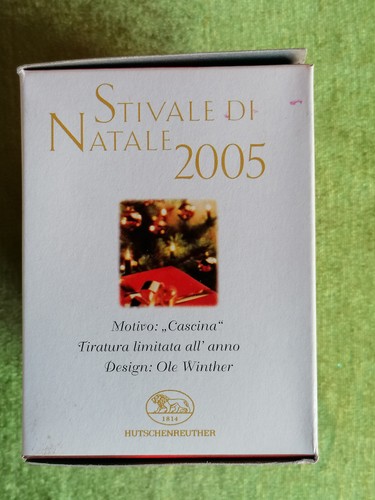 STIVALE DI
NATALE
2005
Motivo: „Cascina“
Tiratura limitata all' anno
Design: Ole Winther
1814
HUTSCHENREUTHER